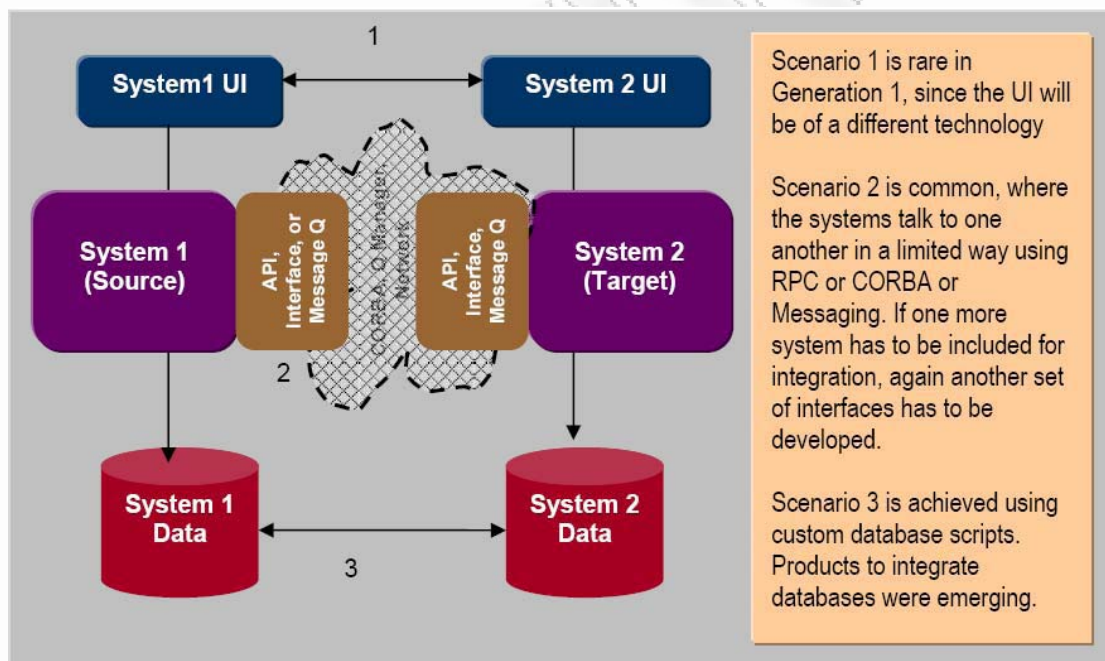 1
System1 UI
System 2 UI
System 1
(Source)
API,
Interface, or
Message Q
CORBA, Q Manager,
Network
API,
Interface,
Message Q
System 2
(Target)
2
System 1
Data
System 2
Data
3
Scenario 1 is rare in
Generation 1, since the UI will
be of a different technology
Scenario 2 is common, where
the systems talk to one
another in a limited way using
RPC or CORBA or
Messaging. If one more
system has to be included for
integration, again another set
of interfaces has to be
developed.
Scenario 3 is achieved using
custom database scripts.
Products to integrate
databases were emerging.